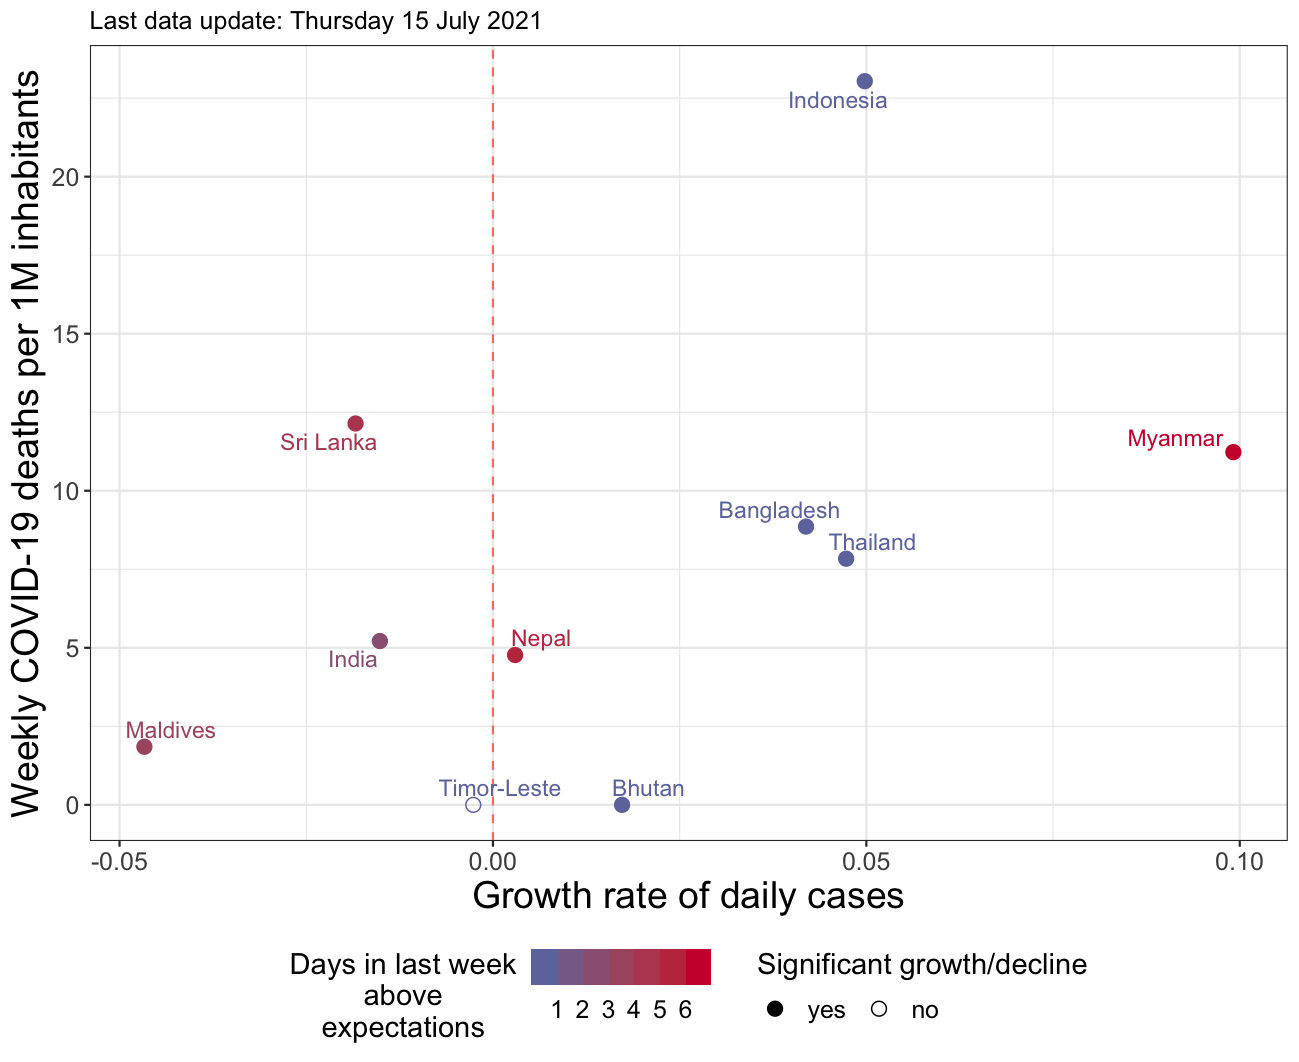 Last data update: Thursday 15 July 2021
Weekly COVID-19 deaths per 1M inhabitants
20
15
10
5
0
Indonesia
Sri Lanka
Myanmar
Bangladesh
Thailand
Nepal
India
Maldives
Timor-Leste
Bhutan
-0.05 0.00 0.05 0.10
Growth rate of daily cases
Days in last week
above
expectations
1 2 3 4 5 6
Significant growth/decline
yes no